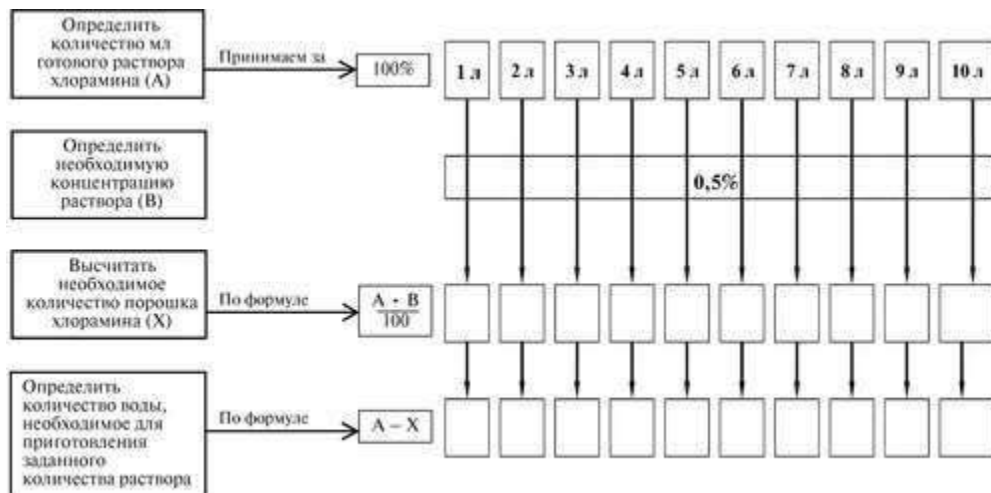 Определить
количество мл
готового раствора
хлорамина (А)
Принимаем за
100%
1 л
2 л
3 л
4 л
5 л
6 л
7 л
8 л
9 л
10 л
Определить
необходимую
концентрацию
раствора (В)
0,5%
Высчитать
необходимое
количество порошка
хлорамина (Х)
По формуле
А • В
100
Определить
количество воды,
необходимое для
приготовления
заданного
количества раствора
По формуле
А – Х